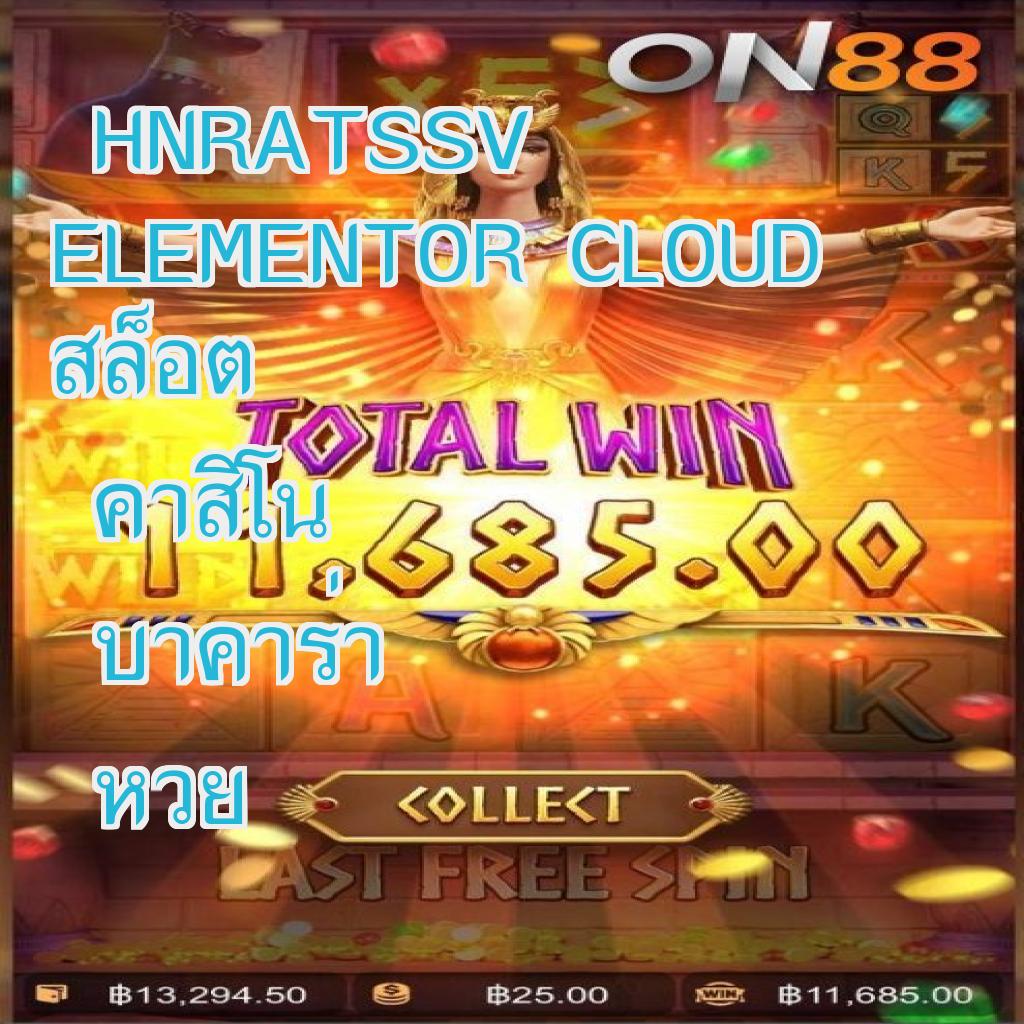 ON88
HNRATSSV
ELEMENTOR CLOUD
สล็อต
TOTAL WIN
คาสิโน
11,685.00
บาคาร่า
หวย
COLLECT
LAST FREE SPIN
฿13,294.50 ฿25.00 WIN ฿11,685.00